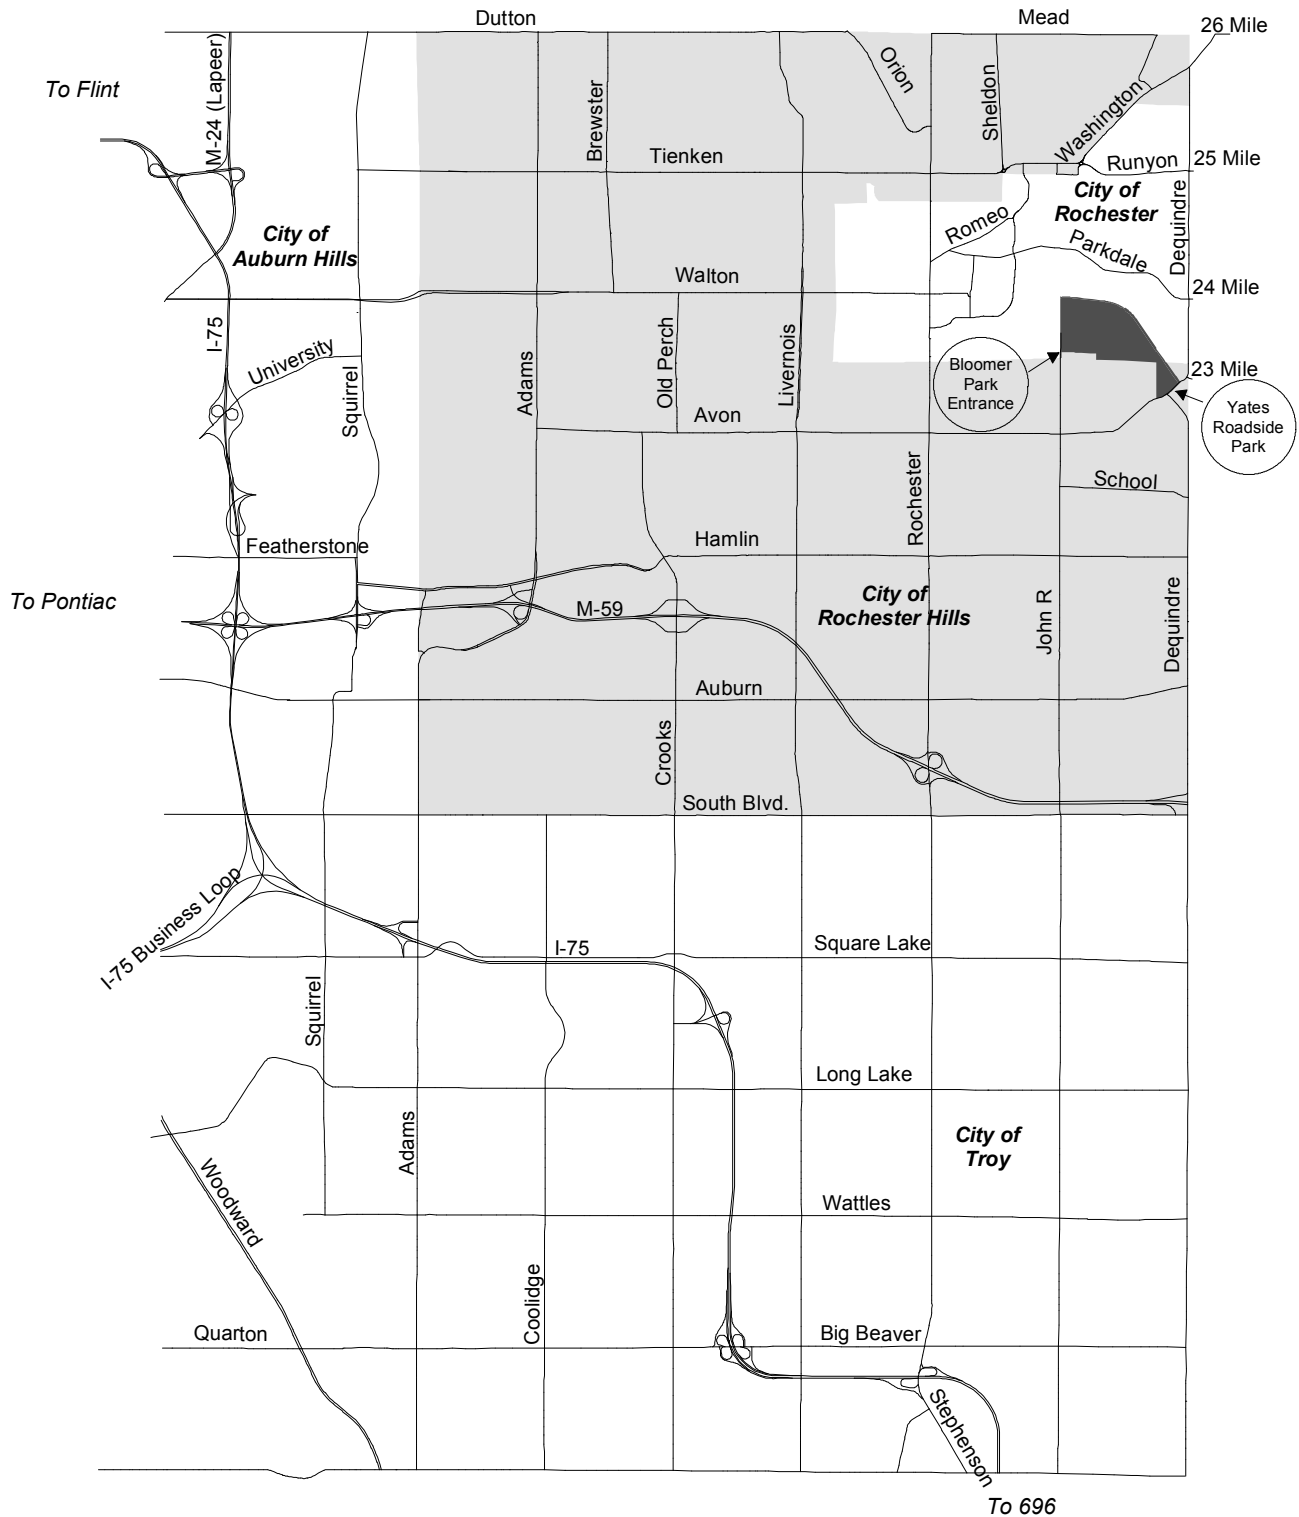 Dutton
Mead
26 Mile
To Flint
M-24 (Lapeer)
Brewster
Orion
Sheldon
Washington
Tienken
Runyon
25 Mile
City of
Auburn Hills
City of
Rochester
Romeo
Parkdale
Dequindre
Walton
24 Mile
I-75
University
Squirrel
Adams
Old Perch
Livernois
Bloomer
Park
Entrance
23 Mile
Yates
Roadside
Park
Avon
Rochester
School
Featherstone
Hamlin
To Pontiac
M-59
City of
Rochester Hills
John R
Dequindre
Auburn
Crooks
South Blvd.
I-75 Business Loop
I-75
Square Lake
Squirrel
Long Lake
Adams
City of
Troy
Woodward
Wattles
Coolidge
Quarton
Big Beaver
Stephenson
To 696